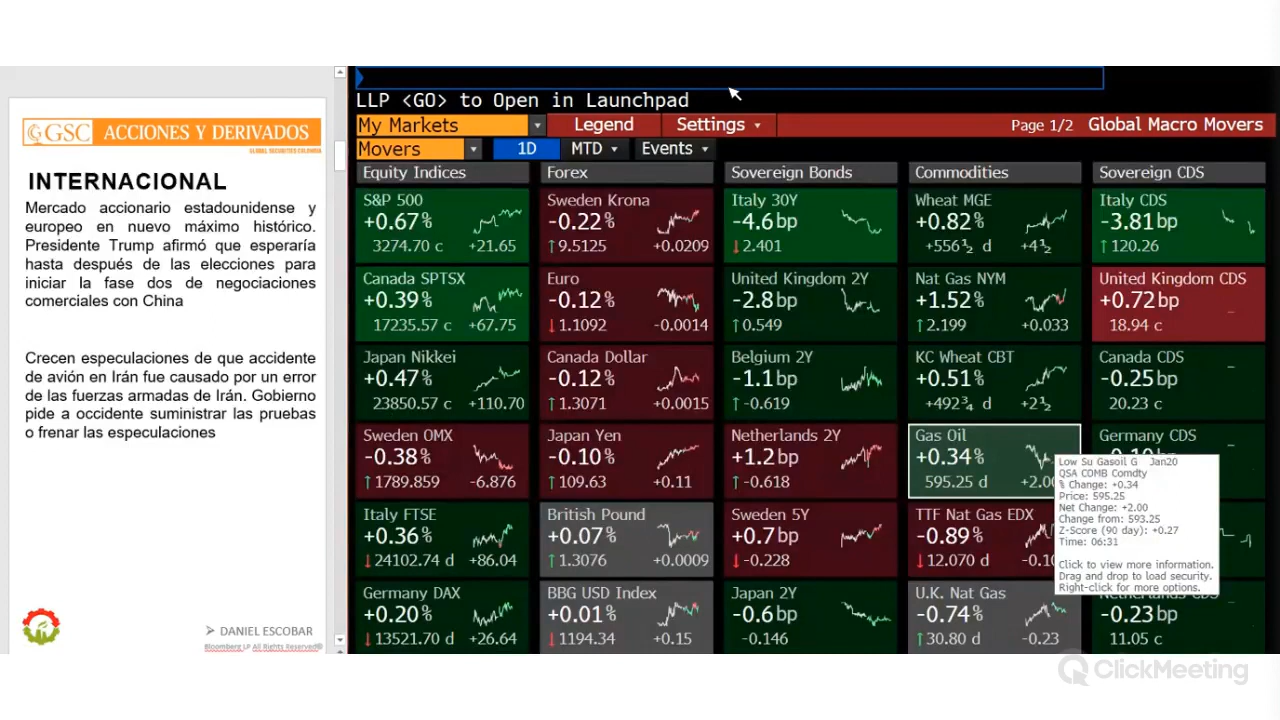 GSC ACCIONES Y DERIVADOS
GLOBAL SECURITIES COLOMBIA
INTERNACIONAL
Mercado accionario estadounidense y
europeo en nuevo máximo histórico.
Presidente Trump afirmó que esperaría
hasta después de las elecciones para
iniciar la fase dos de negociaciones
comerciales con China
Crecen especulaciones de que accidente
de avión en Irán fue causado por un error
de las fuerzas armadas de Irán. Gobierno
pide a occidente suministrar las pruebas
o frenar las especulaciones
DANIEL ESCOBAR
Bloomberg LP All Rights Reserved®
LLP <GO> to Open in Launchpad
My Markets Legend Settings Page 1/2 Global Macro Movers
Movers 1D MTD Events
Equity Indices Forex Sovereign Bonds Commodities Sovereign CDS
S&P 500 Sweden Krona Italy 30Y Wheat MGE Italy CDS
+0.67% -0.22% -4.6bp +0.82% -3.81bp
3274.70 c +21.65 ↑9.5125 +0.0209 ↓2.401 +556½ d +4½ ↑120.26
Canada SPTSX Euro United Kingdom 2Y Nat Gas NYM United Kingdom CDS
+0.39% -0.12% -2.8bp +1.52% +0.72bp
17235.57 c +67.75 ↓1.1092 -0.0014 ↑0.549 ↑2.199 +0.033 18.94 c
Japan Nikkei Canada Dollar Belgium 2Y KC Wheat CBT Canada CDS
+0.47% -0.12% -1.1bp +0.51% -0.25bp
23850.57 c +110.70 ↑1.3071 +0.0015 ↑-0.619 +492¾ d +2½ 20.23 c
Sweden OMX Japan Yen Netherlands 2Y Gas Oil Germany CDS
-0.38% -0.10% +1.2bp +0.34%
↑1789.859 -6.876 ↑109.63 +0.11 ↑-0.618 595.25 d
Low Su Gasoil G Jan20
QSA COMB Comdty
% Change: +0.34
Price: 595.25
Net Change: +2.00
Change from: 593.25
Z-Score (90 day): +0.27
Time: 06:31
Click to view more information.
Drag and drop to load security.
Right-click for more options.
Italy FTSE British Pound Sweden 5Y TTF Nat Gas EDX
+0.36% +0.07% +0.7bp -0.89%
↓24102.74 d +86.04 ↑1.3076 +0.0009 ↓-0.228 ↓12.070 d
Germany DAX BBG USD Index Japan 2Y U.K. Nat Gas
+0.20% +0.01% -0.6bp -0.74% -0.23bp
↓13521.70 d +26.64 ↓1194.34 +0.15 -0.146 ↑30.80 d -0.23 11.05 c
ClickMeeting